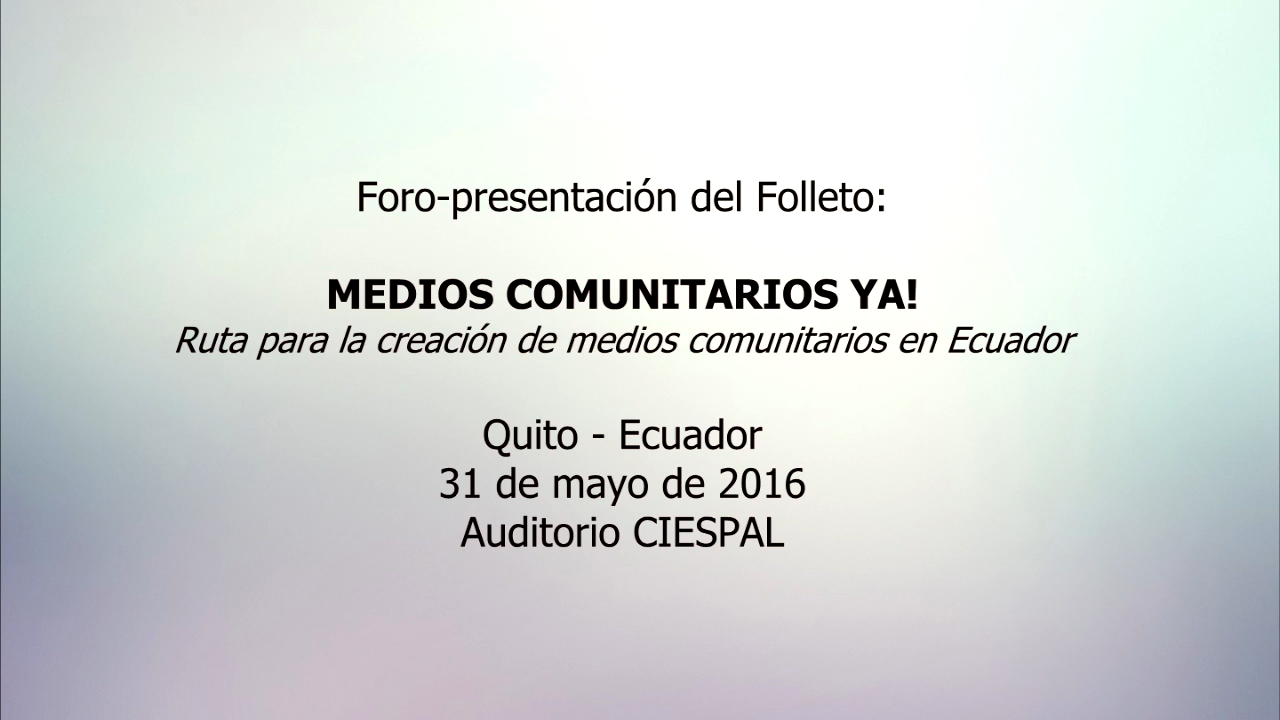 Foro-presentación del Folleto:
MEDIOS COMUNITARIOS YA!
Ruta para la creación de medios comunitarios en Ecuador
Quito - Ecuador
31 de mayo de 2016
Auditorio CIESPAL